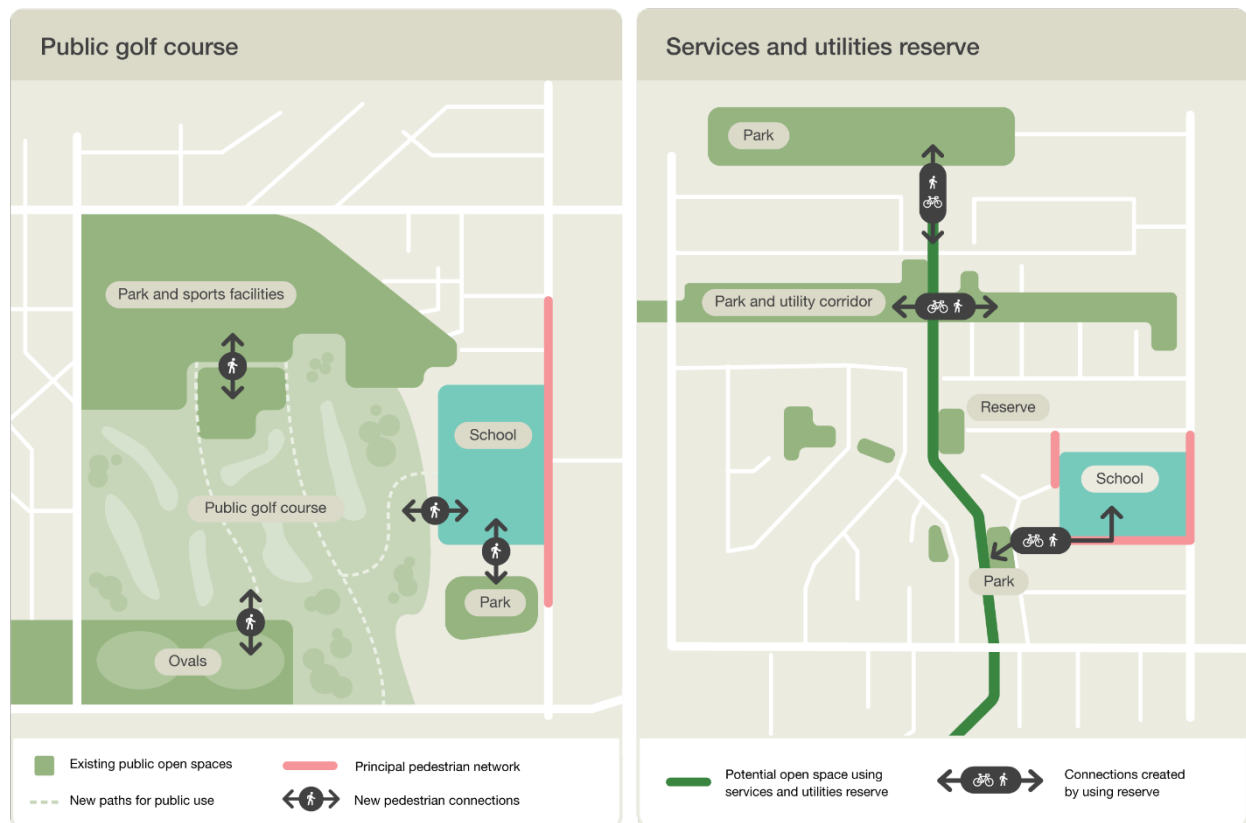 Public golf course
Park and sports facilities
School
Public golf course
Park
Ovals
Existing public open spaces
Principal pedestrian network
New paths for public use
New pedestrian connections
Services and utilities reserve
Park
Park and utility corridor
Reserve
School
Park
Potential open space using
services and utilities reserve
Connections created
by using reserve